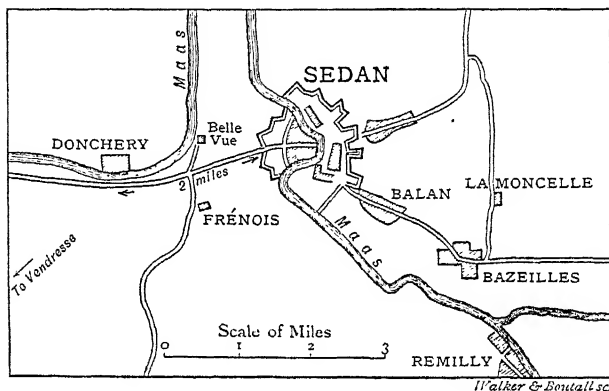 SEDAN
Maas
Belle
Vue
DONCHERY
2 miles
FRÉNOIS
BALAN
LA MONCELLE
Maas
BAZEILLES
To Vendresse
Scale of Miles
0 1 2 3
REMILLY
Walker & Boutall sc.